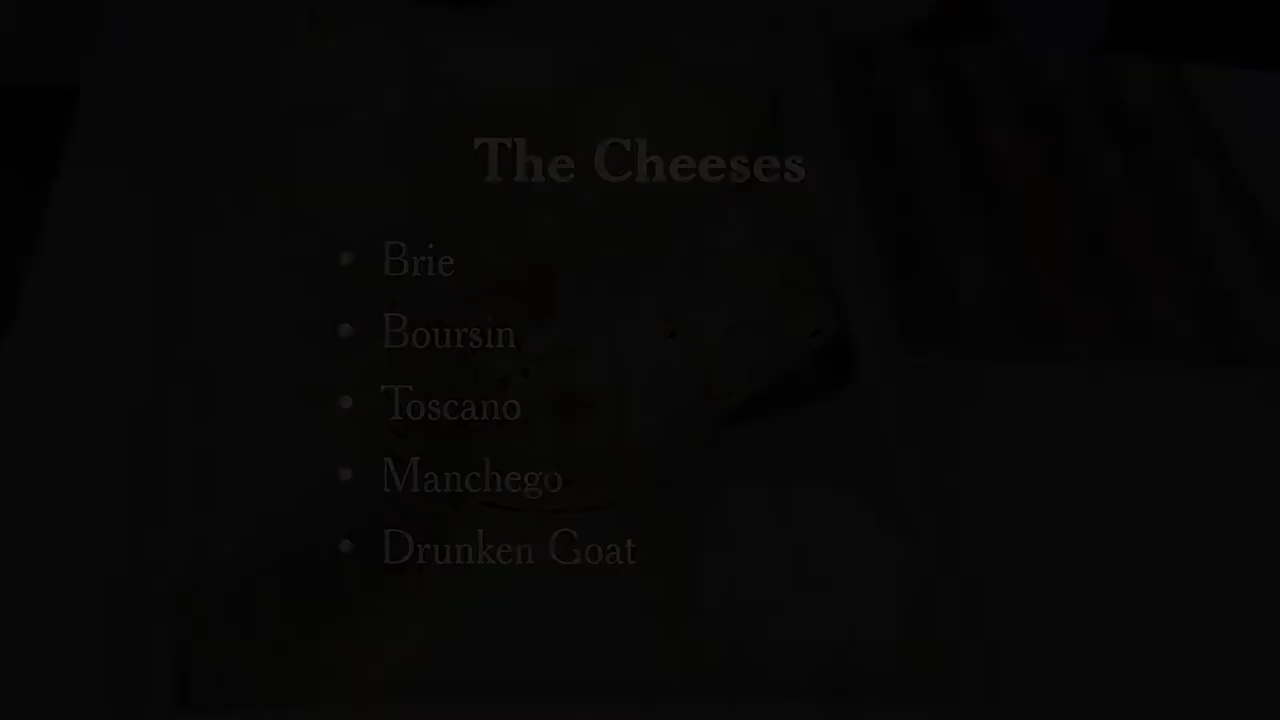 The Cheeses
• Brie
• Boursin
• Toscano
• Manchego
• Drunken Goat